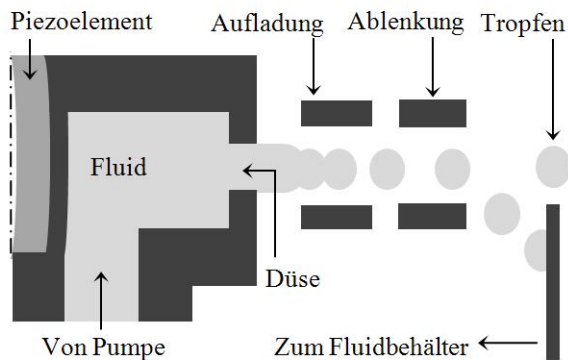 Piezoelement
Aufladung
Ablenkung
Tropfen
Fluid
Düse
Von Pumpe
Zum Fluidbehälter